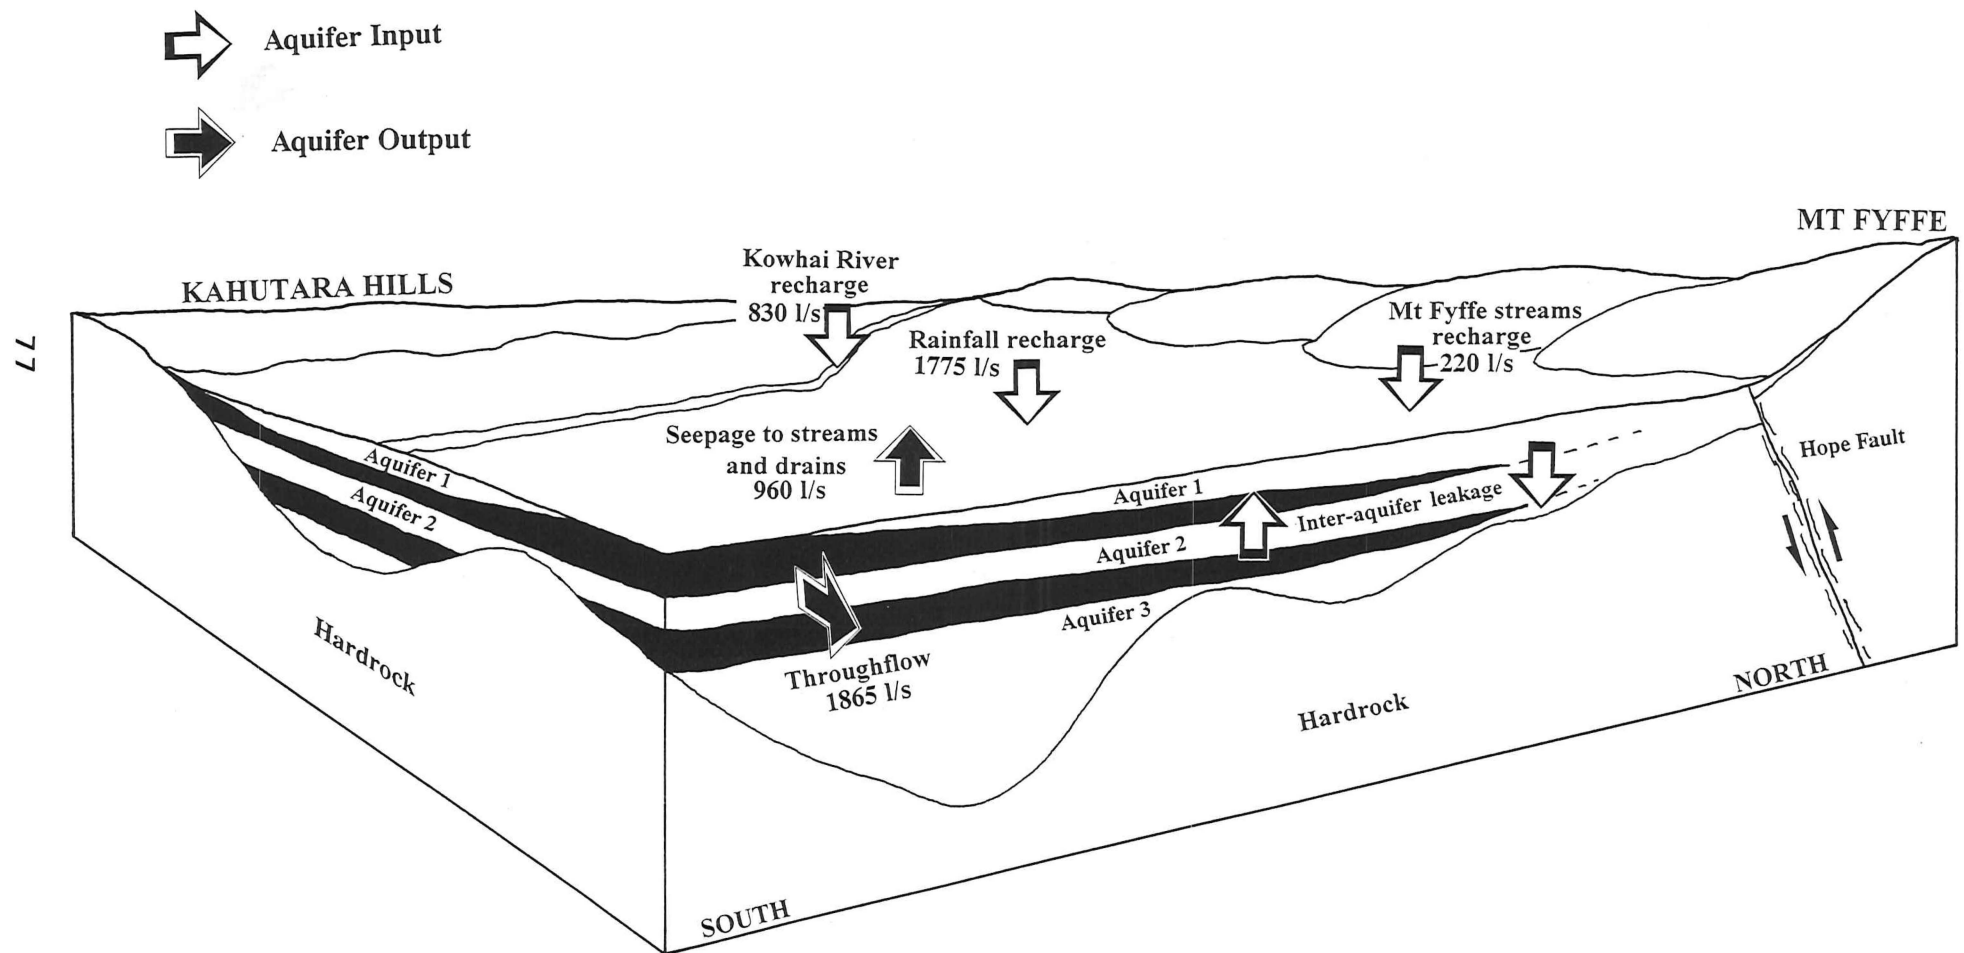 Aquifer Input
Aquifer Output
MT FYFFE
KAHUTARA HILLS
Kowhai River
recharge
830 l/s
Rainfall recharge
1775 l/s
Mt Fyffe streams
recharge
220 l/s
77
Seepage to streams
and drains
960 l/s
Hope Fault
Aquifer 1
Aquifer 2
Aquifer 1
Inter-aquifer leakage
Aquifer 2
Aquifer 3
Throughflow
1865 l/s
Hardrock
Hardrock
NORTH
SOUTH